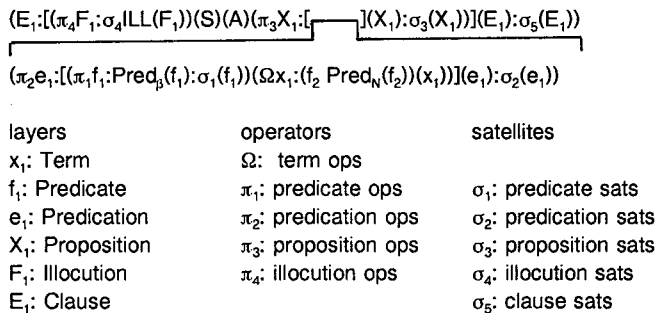 (E₁:[(π₄F₁:σ₄ILL(F₁))(S)(A)(π₃X₁:[ ](X₁):σ₃(X₁))](E₁):σ₅(E₁))
(π₂e₁:[(π₁f₁:Predᵦ(f₁):σ₁(f₁))(Ωx₁:(f₂ Pred_N(f₂))(x₁))](e₁):σ₂(e₁))
layers operators satellites
x₁: Term Ω: term ops
f₁: Predicate π₁: predicate ops σ₁: predicate sats
e₁: Predication π₂: predication ops σ₂: predication sats
X₁: Proposition π₃: proposition ops σ₃: proposition sats
F₁: Illocution π₄: illocution ops σ₄: illocution sats
E₁: Clause σ₅: clause sats